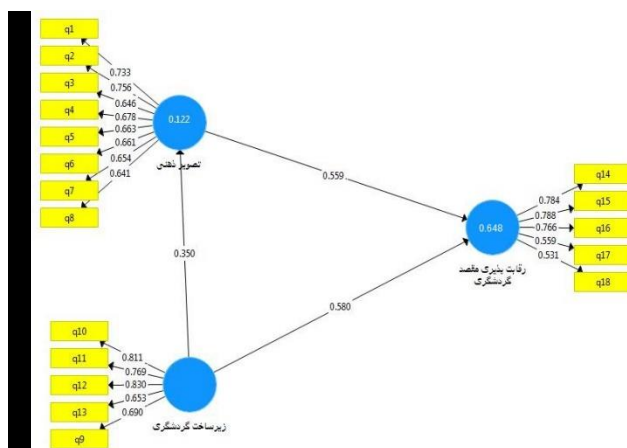 q1
q2
q3
q4
q5
q6
q7
q8
0.733
0.756
0.646
0.678
0.663
0.661
0.654
0.641
0.122
تصویر ذهنی
0.559
0.350
0.580
q14
q15
q16
q17
q18
0.784
0.788
0.766
0.559
0.531
0.648
رقابت پذیری مقصد
گردشگری
q10
q11
q12
q13
q9
0.811
0.769
0.830
0.653
0.690
زیرساخت گردشگری